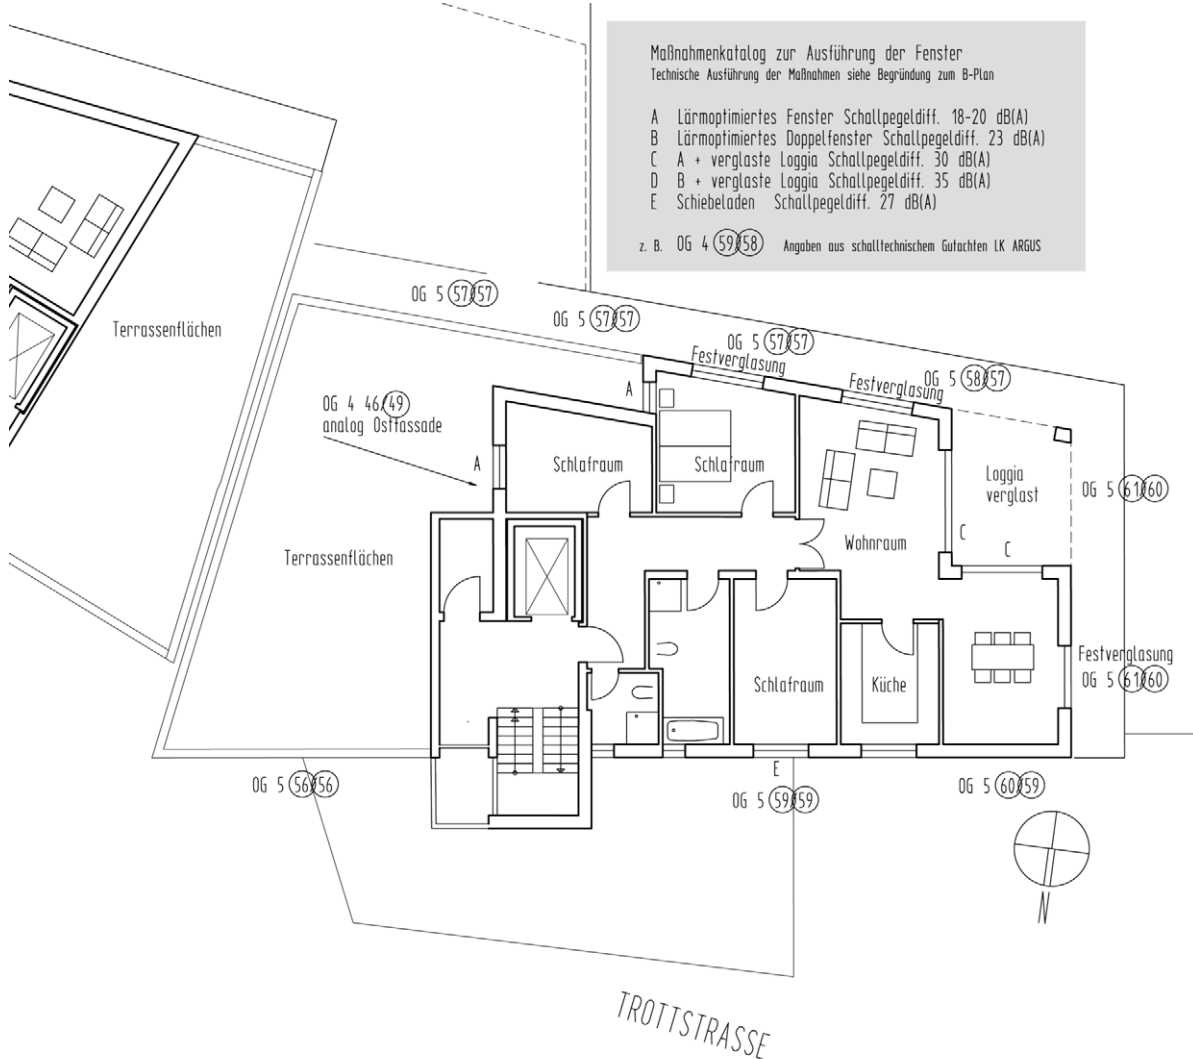 Maßnahmenkatalog zur Ausführung der Fenster
Technische Ausführung der Maßnahmen siehe Begründung zum B-Plan
A Lärmoptimiertes Fenster Schallpegeldiff. 18-20 dB(A)
B Lärmoptimiertes Doppelfenster Schallpegeldiff. 23 dB(A)
C A + verglaste Loggia Schallpegeldiff. 30 dB(A)
D B + verglaste Loggia Schallpegeldiff. 35 dB(A)
E Schiebeladen Schallpegeldiff. 27 dB(A)
z. B. OG 4 59/58 Angaben aus schalltechnischem Gutachten LK ARGUS
OG 5 57/57
OG 5 57/57
Terrassenflächen
OG 5 57/57
Festverglasung
OG 5 58/57
Festverglasung
A
OG 4 46/49
analog Ostfassade
A
Schlafraum
Schlafraum
Loggia
verglast
OG 5 61/60
Terrassenflächen
Wohnraum
C
C
Festverglasung
OG 5 61/60
Schlafraum
Küche
E
OG 5 56/56
OG 5 59/59
OG 5 60/59
N
TROTTSTRASSE